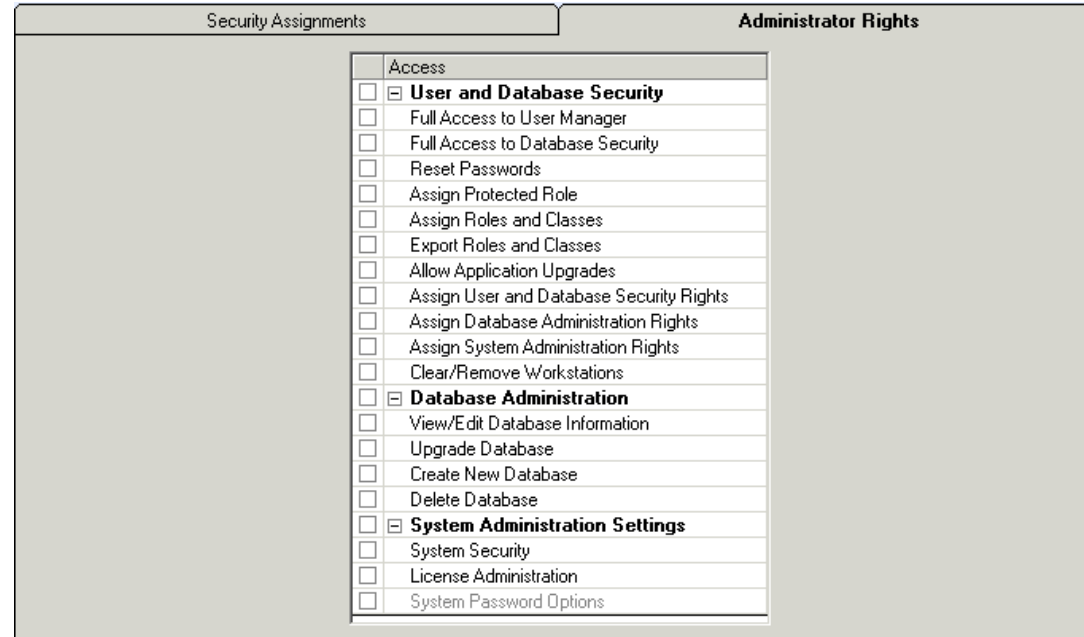 Security Assignments
Administrator Rights
Access
User and Database Security
Full Access to User Manager
Full Access to Database Security
Reset Passwords
Assign Protected Role
Assign Roles and Classes
Export Roles and Classes
Allow Application Upgrades
Assign User and Database Security Rights
Assign Database Administration Rights
Assign System Administration Rights
Clear/Remove Workstations
Database Administration
View/Edit Database Information
Upgrade Database
Create New Database
Delete Database
System Administration Settings
System Security
License Administration
System Password Options